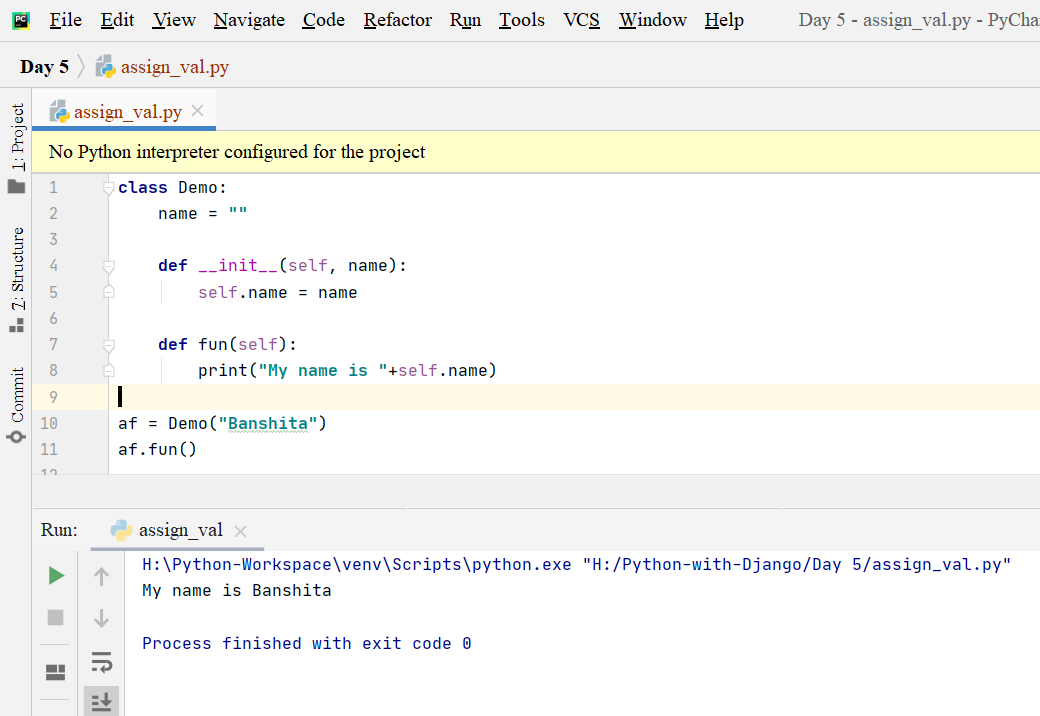 PC File Edit View Navigate Code Refactor Run Tools VCS Window Help Day 5 - assign_val.py - PyCha
Day 5 assign_val.py
1: Project
7: Structure
Commit
assign_val.py
No Python interpreter configured for the project
1 class Demo:
2     name = ""
3
4     def __init__(self, name):
5         self.name = name
6
7     def fun(self):
8         print("My name is "+self.name)
9
10 af = Demo("Banshita")
11 af.fun()
12
Run: assign_val
H:\Python-Workspace\venv\Scripts\python.exe "H:/Python-with-Django/Day 5/assign_val.py"
My name is Banshita
Process finished with exit code 0